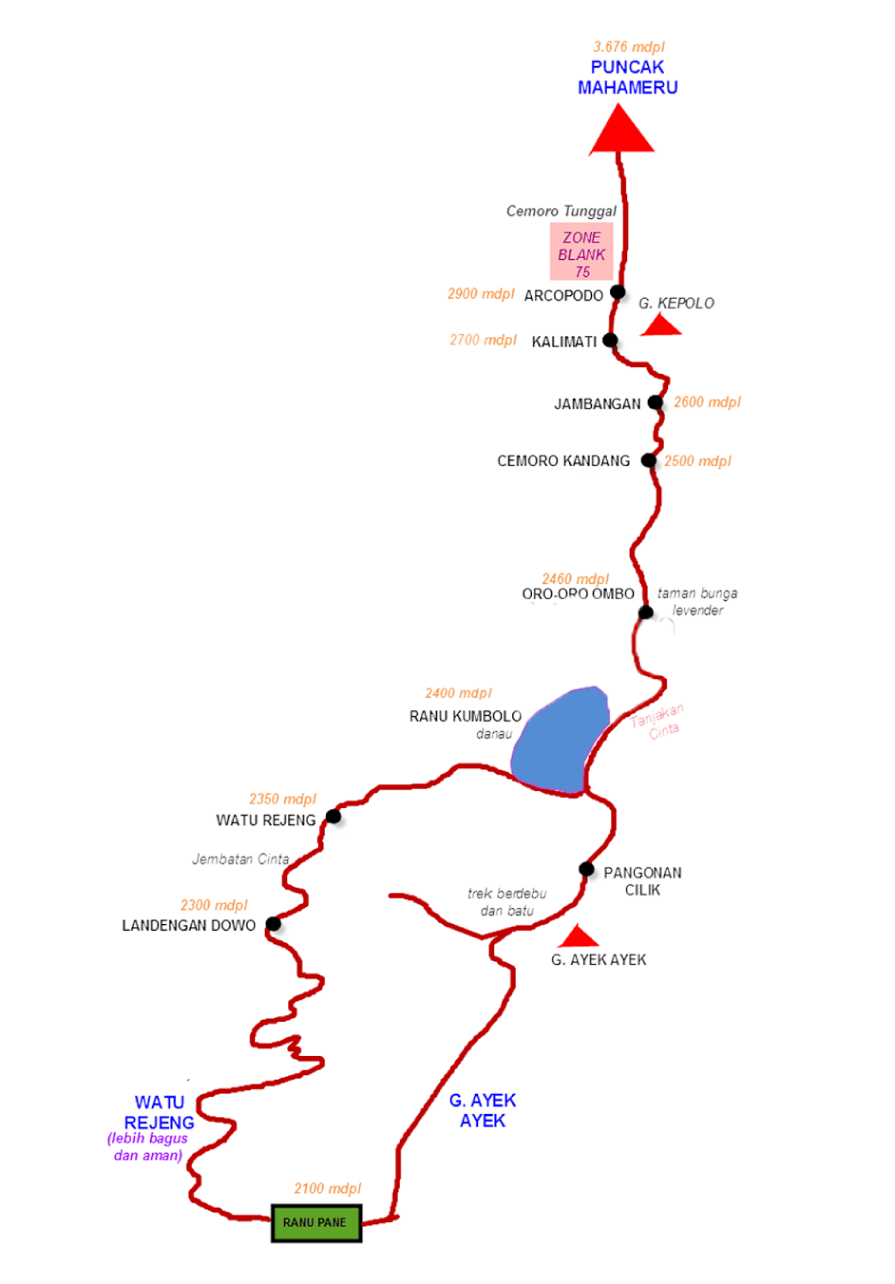 3.676 mdpl
PUNCAK
MAHAMERU
Cemoro Tunggal
ZONE
BLANK
75
2900 mdpl
ARCOPODO
G. KEPOLO
2700 mdpl
KALIMATI
JAMBANGAN
2600 mdpl
CEMORO KANDANG
2500 mdpl
2460 mdpl
ORO-ORO OMBO
taman bunga
levender
2400 mdpl
RANU KUMBOLO
danau
Tanjakan
Cinta
2350 mdpl
WATU REJENG
Jembatan Cinta
PANGONAN
CILIK
2300 mdpl
LANDENGAN DOWO
trek berdebu
dan batu
G. AYEK AYEK
WATU
REJENG
(lebih bagus
dan aman)
G. AYEK
AYEK
2100 mdpl
RANU PANE